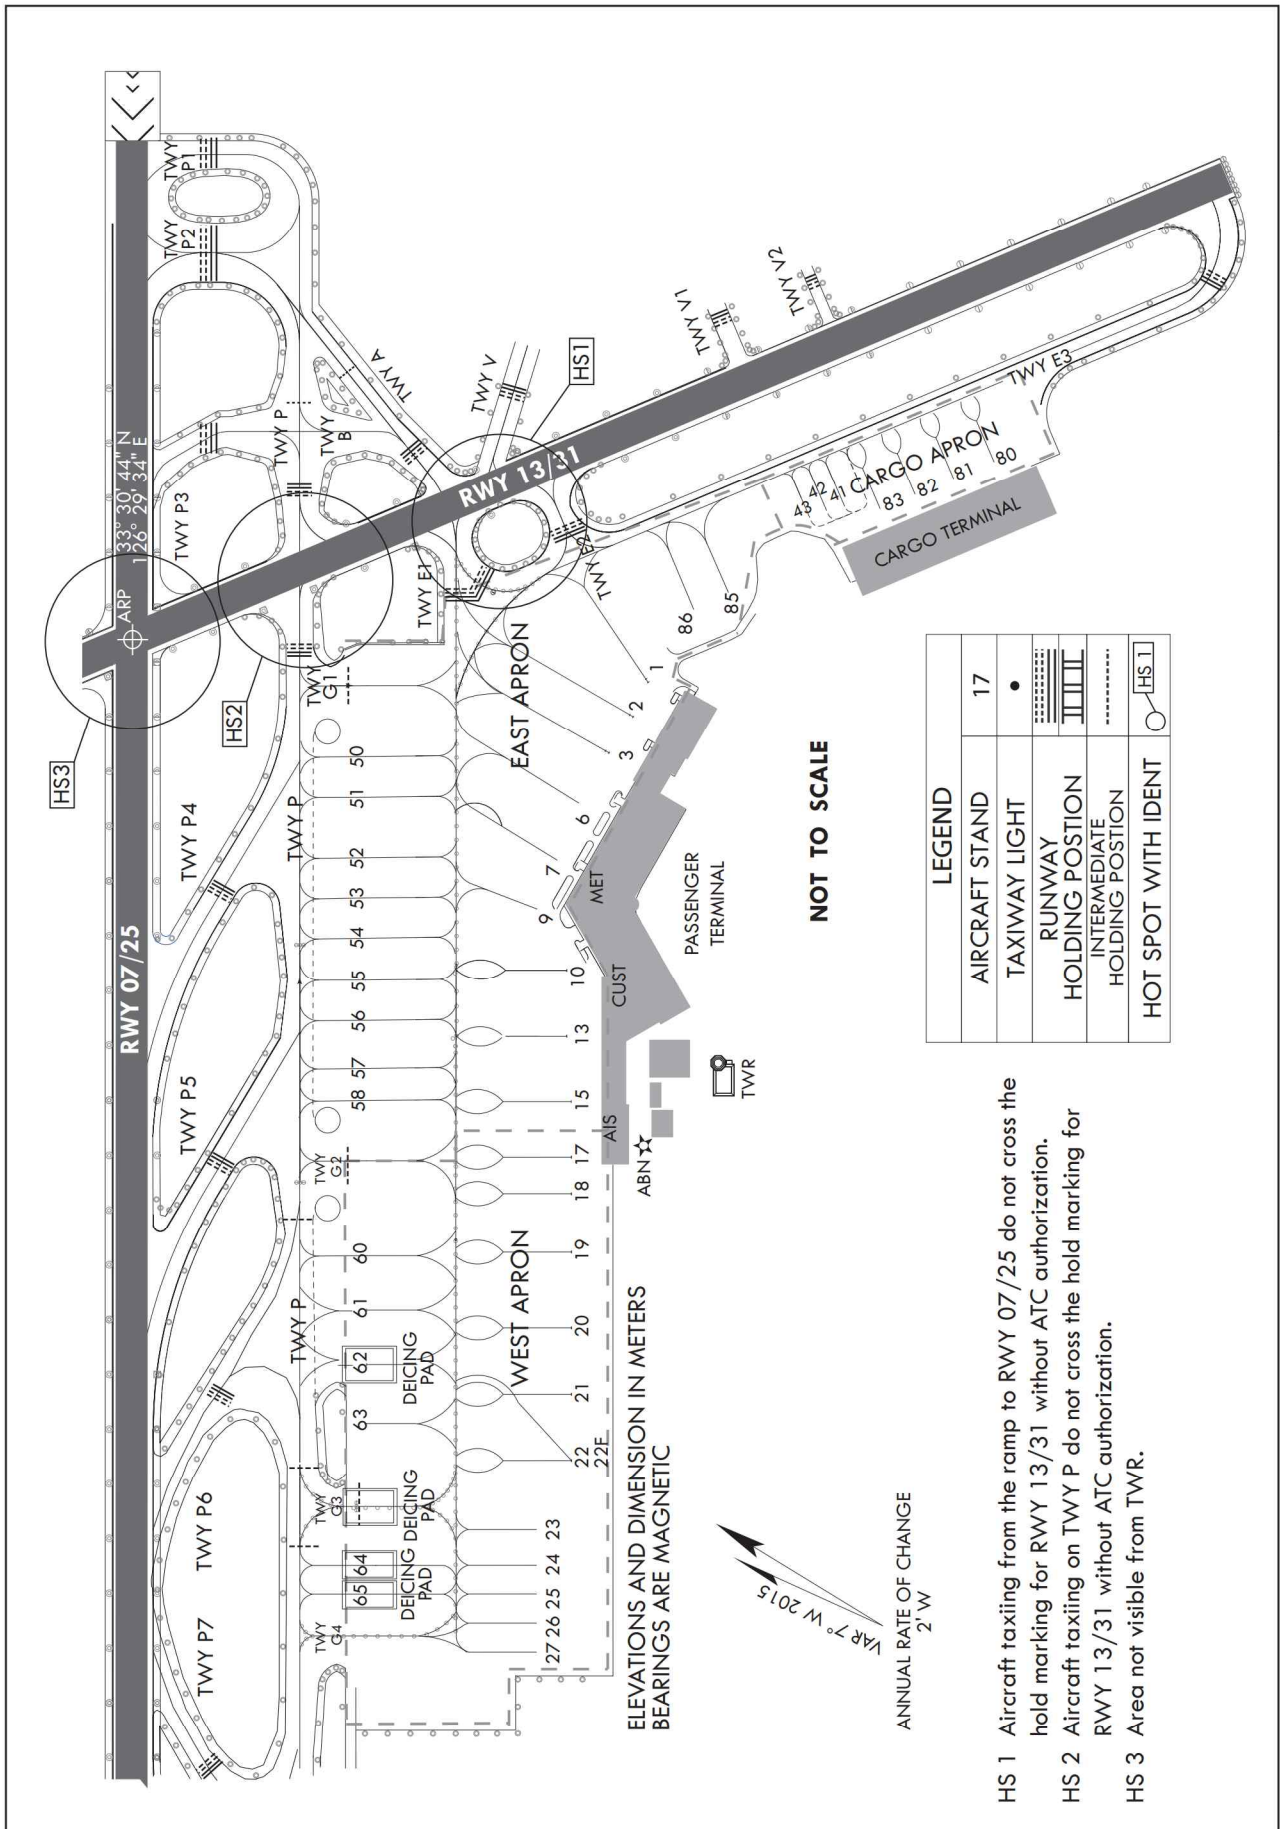 33° 30' 44" N
126° 29' 34" E
ARP
RWY 07/25
RWY 13/31
HS3
HS2
HS1
TWY
P1
TWY
P2
TWY P3
TWY P4
TWY P5
TWY P6
TWY P7
TWY P
TWY P
TWY P
TWY A
TWY
B
TWY V
TWY V1
TWY V2
TWY E1
TWY E2
TWY E3
TWY
G1
TWY
G2
TWY
G3
TWY
G4
65
64
63
62
61
60
58
57
56
55
54
53
52
51
50
DEICING
PAD
DEICING
PAD
DEICING
PAD
WEST APRON
EAST APRON
27
26
25
24
23
22
22F
21
20
19
18
17
15
13
10
9
7
6
3
2
1
86
85
43
42
41
83
82
81
80
CARGO APRON
CARGO TERMINAL
AIS
CUST
MET
ABN
TWR
PASSENGER
TERMINAL
ELEVATIONS AND DIMENSION IN METERS
BEARINGS ARE MAGNETIC
NOT TO SCALE
VAR 7° W 2015
ANNUAL RATE OF CHANGE
2' W
LEGEND
AIRCRAFT STAND
17
TAXIWAY LIGHT
RUNWAY
HOLDING POSTION
INTERMEDIATE
HOLDING POSTION
HOT SPOT WITH IDENT
HS 1
HS 1 Aircraft taxiing from the ramp to RWY 07/25 do not cross the
hold marking for RWY 13/31 without ATC authorization.
HS 2 Aircraft taxiing on TWY P do not cross the hold marking for
RWY 13/31 without ATC authorization.
HS 3 Area not visible from TWR.